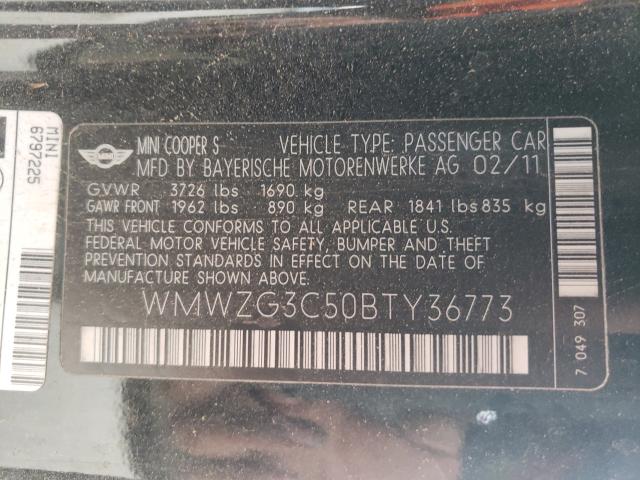 MINI
6797225
MINI COOPER S VEHICLE TYPE: PASSENGER CAR
MFD BY BAYERISCHE MOTORENWERKE AG 02/11
GVWR 3726 lbs 1690 kg
GAWR FRONT 1962 lbs 890 kg REAR 1841 lbs 835 kg
THIS VEHICLE CONFORMS TO ALL APPLICABLE U.S.
FEDERAL MOTOR VEHICLE SAFETY, BUMPER AND THEFT
PREVENTION STANDARDS IN EFFECT ON THE DATE OF
MANUFACTURE SHOWN ABOVE.
WMWZG3C50BTY36773
7 049 307